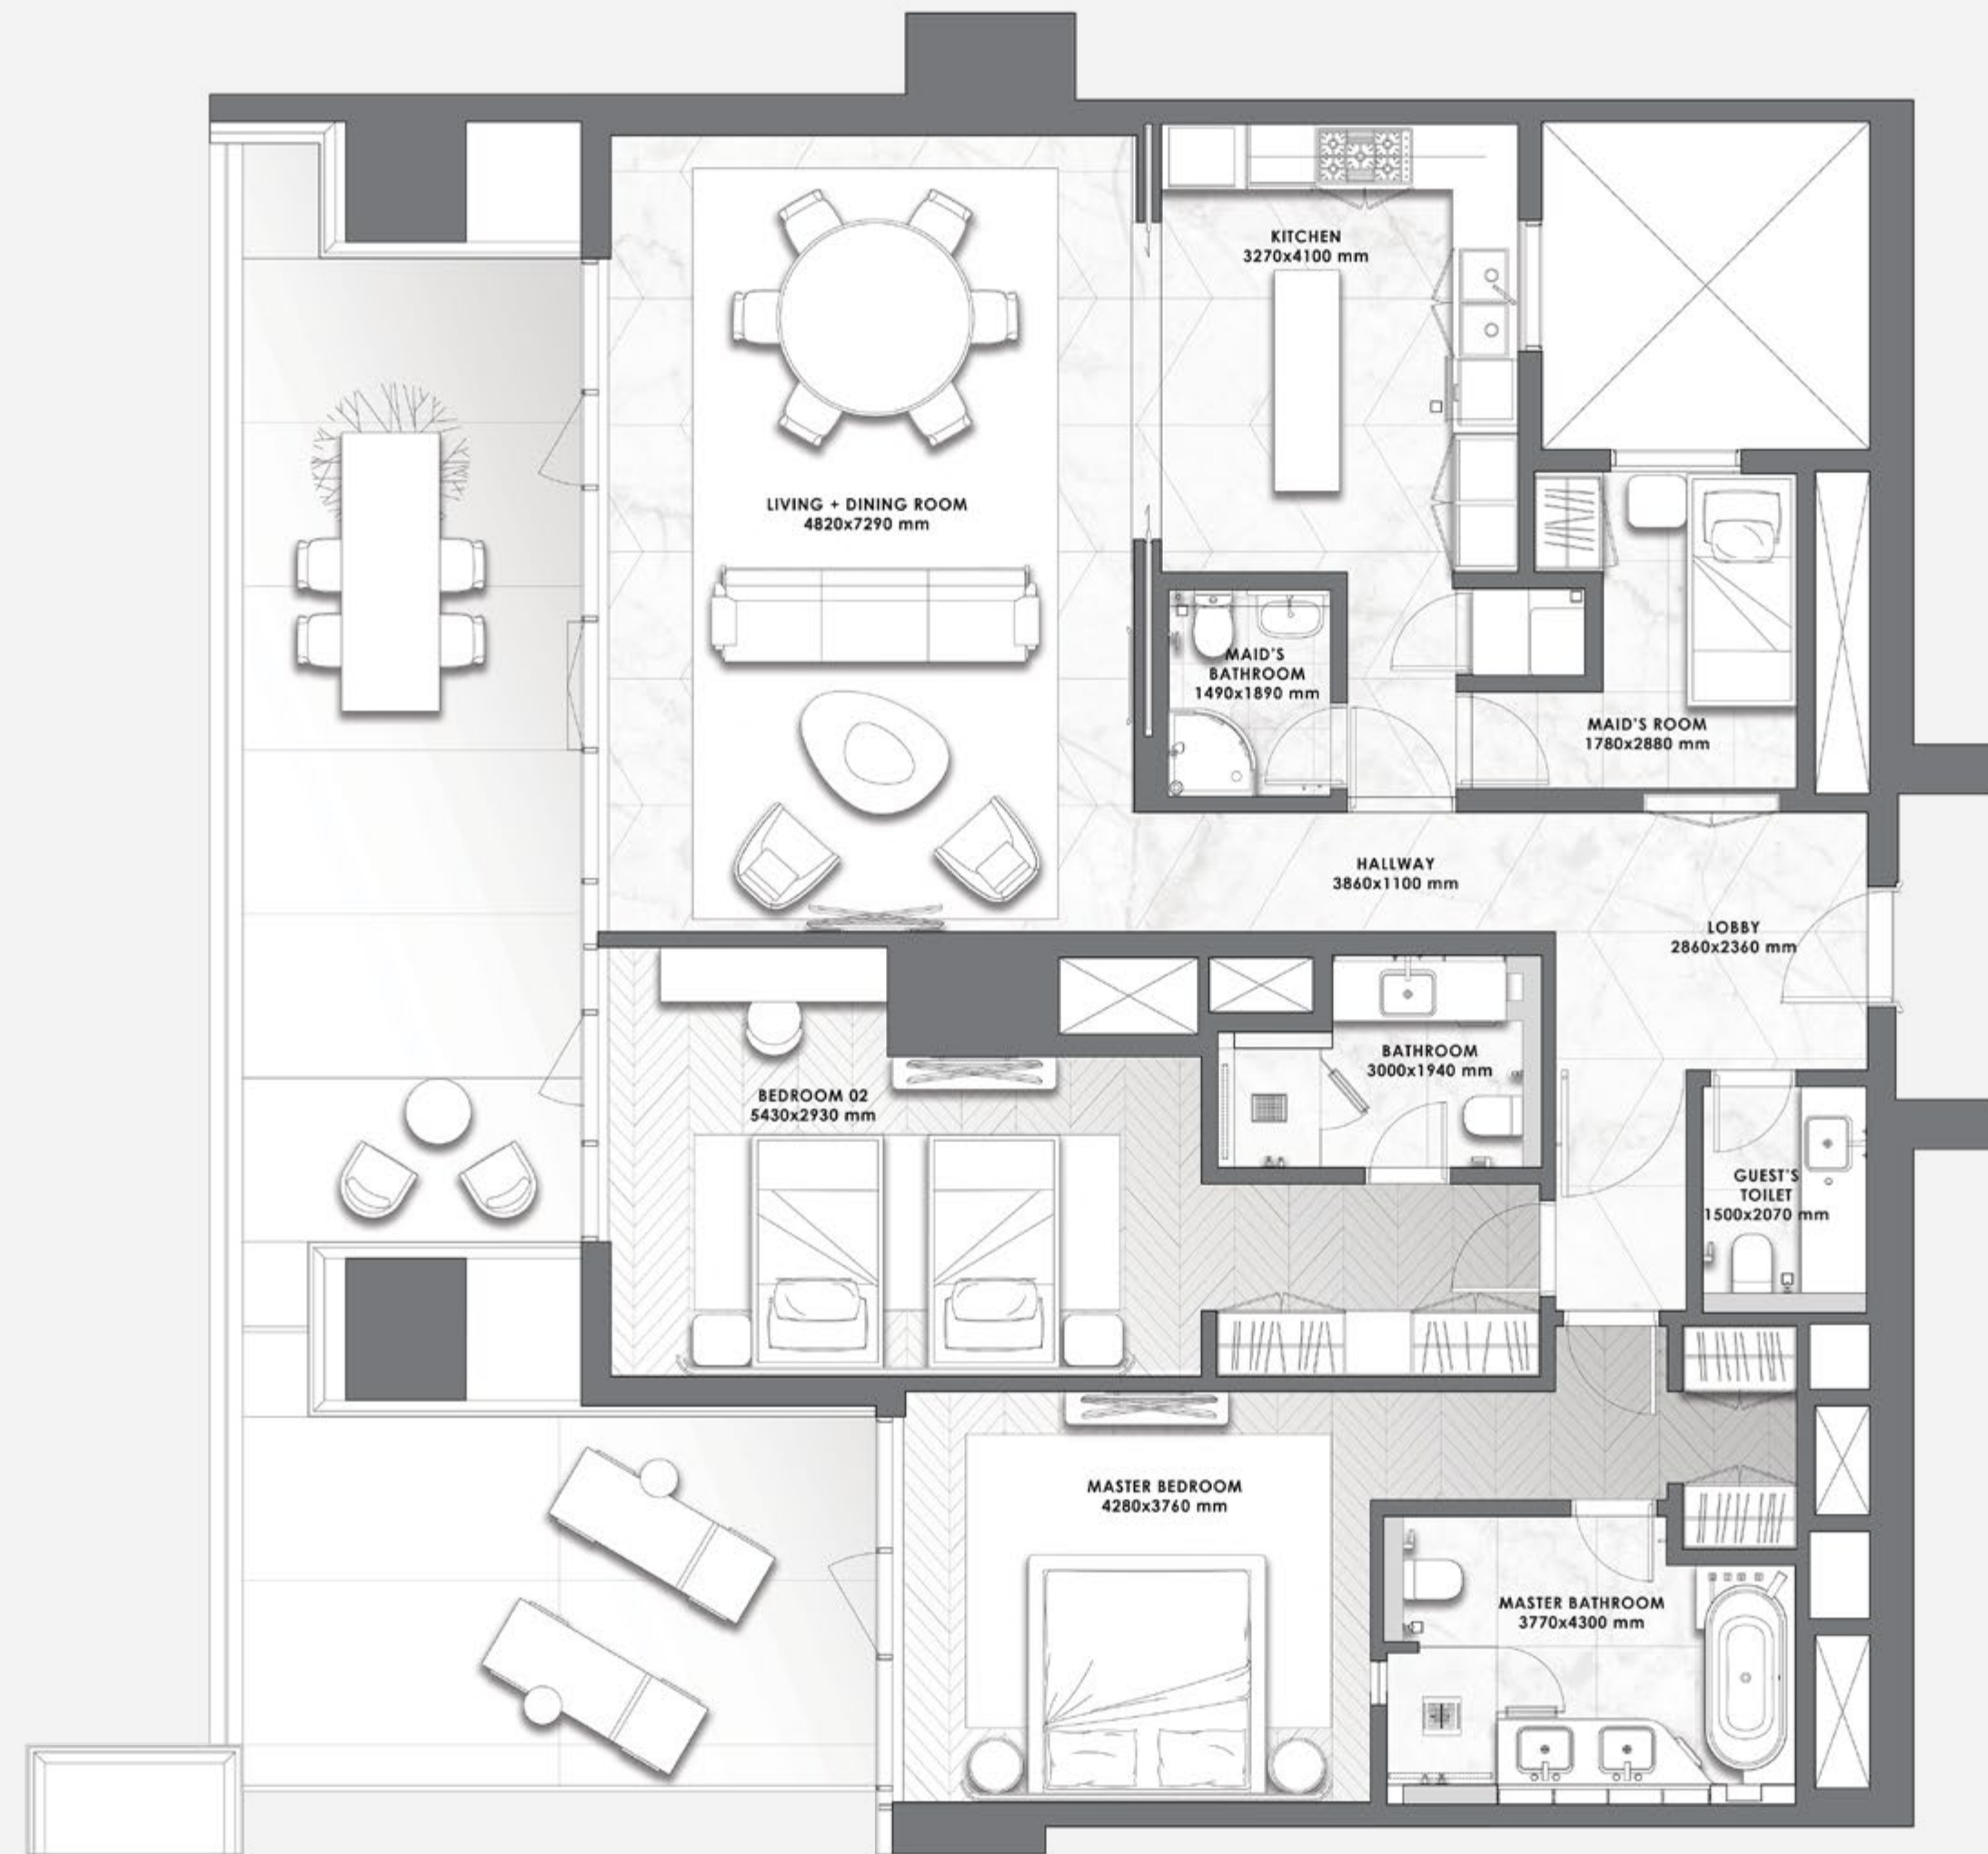 KITCHEN
3270x4100 mm
LIVING + DINING ROOM
4820x7290 mm
MAID'S
BATHROOM
1490x1890 mm
MAID'S ROOM
1780x2880 mm
HALLWAY
3860x1100 mm
LOBBY
2860x2360 mm
BATHROOM
3000x1940 mm
BEDROOM 02
5430x2930 mm
GUEST'S
TOILET
1500x2070 mm
MASTER BEDROOM
4280x3760 mm
MASTER BATHROOM
3770x4300 mm